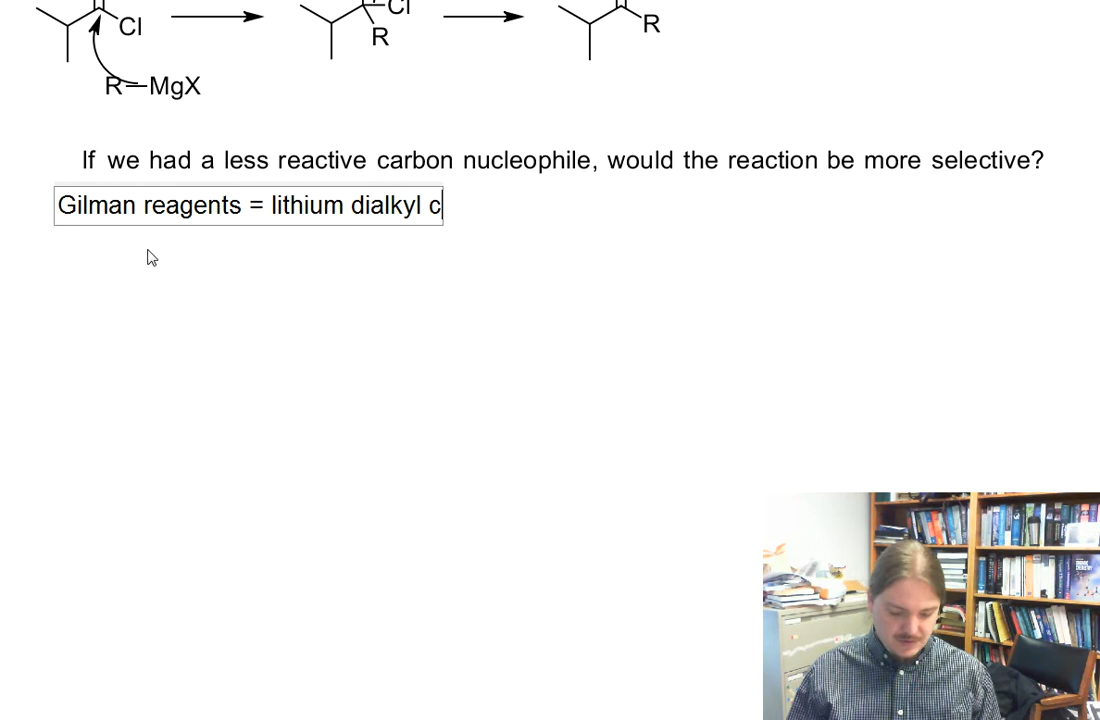 Cl
Cl
R
R
R—MgX
If we had a less reactive carbon nucleophile, would the reaction be more selective?
Gilman reagents = lithium dialkyl c